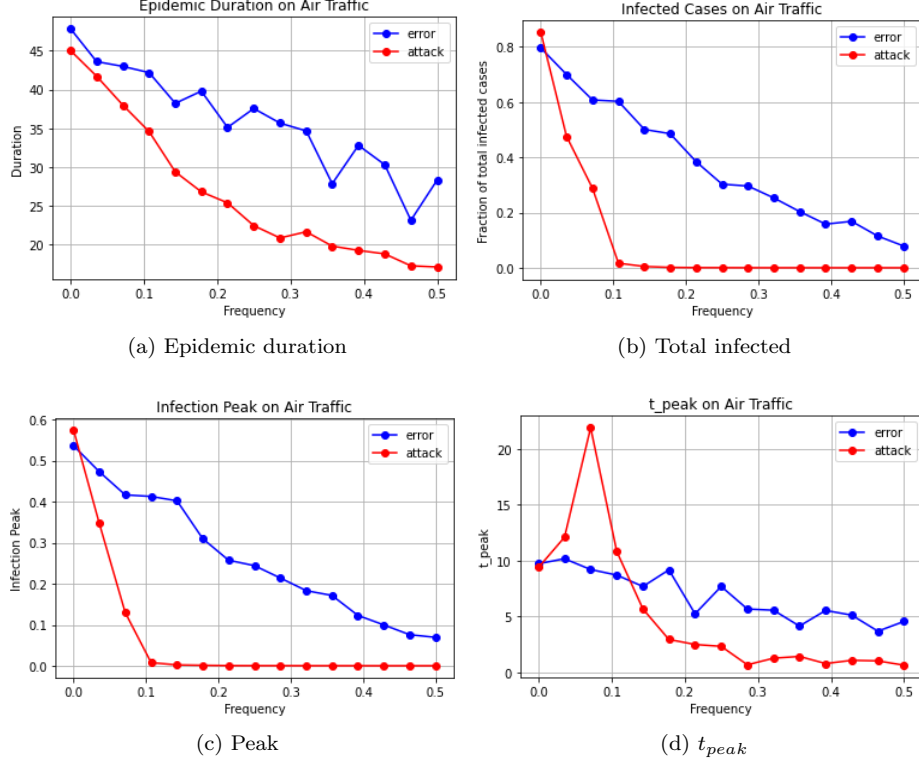 Epidemic Duration on Air Traffic
error
attack
45
40
35
30
25
20
Duration
0.0 0.1 0.2 0.3 0.4 0.5
Frequency
(a) Epidemic duration
Infected Cases on Air Traffic
error
attack
0.8
0.6
0.4
0.2
0.0
Fraction of total infected cases
0.0 0.1 0.2 0.3 0.4 0.5
Frequency
(b) Total infected
Infection Peak on Air Traffic
error
attack
0.6
0.5
0.4
0.3
0.2
0.1
0.0
Infection Peak
0.0 0.1 0.2 0.3 0.4 0.5
Frequency
(c) Peak
t_peak on Air Traffic
error
attack
20
15
10
5
0
t_peak
0.0 0.1 0.2 0.3 0.4 0.5
Frequency
(d) t_{peak}